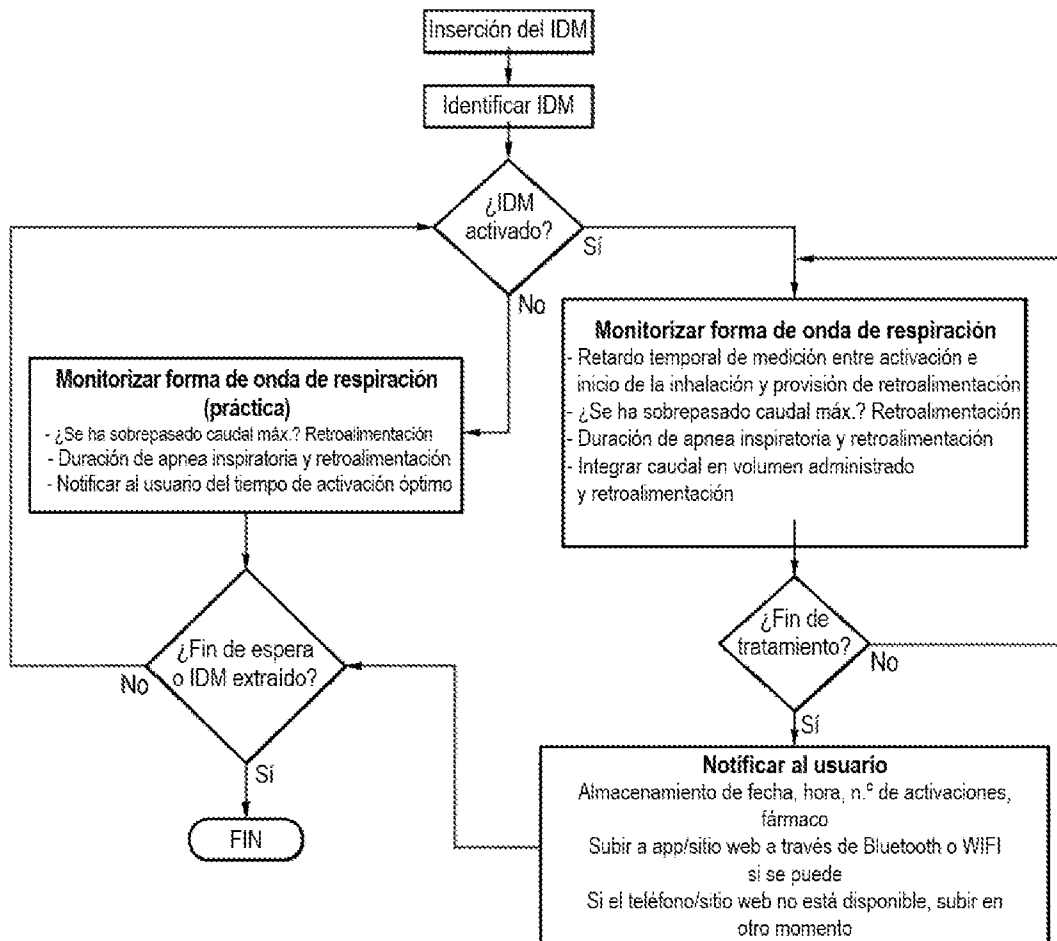 Inserción del IDM
Identificar IDM
¿IDM
activado?
Sí
No
Monitorizar forma de onda de respiración
(práctica)
- ¿Se ha sobrepasado caudal máx.? Retroalimentación
- Duración de apnea inspiratoria y retroalimentación
- Notificar al usuario del tiempo de activación óptimo
Monitorizar forma de onda de respiración
- Retardo temporal de medición entre activación e
inicio de la inhalación y provisión de retroalimentación
- ¿Se ha sobrepasado caudal máx.? Retroalimentación
- Duración de apnea inspiratoria y retroalimentación
- Integrar caudal en volumen administrado
y retroalimentación
¿Fin de espera
o IDM extraído?
No
Sí
FIN
¿Fin de
tratamiento?
No
Sí
Notificar al usuario
Almacenamiento de fecha, hora, n.º de activaciones,
fármaco
Subir a app/sitio web a través de Bluetooth o WIFI
si se puede
Si el teléfono/sitio web no está disponible, subir en
otro momento